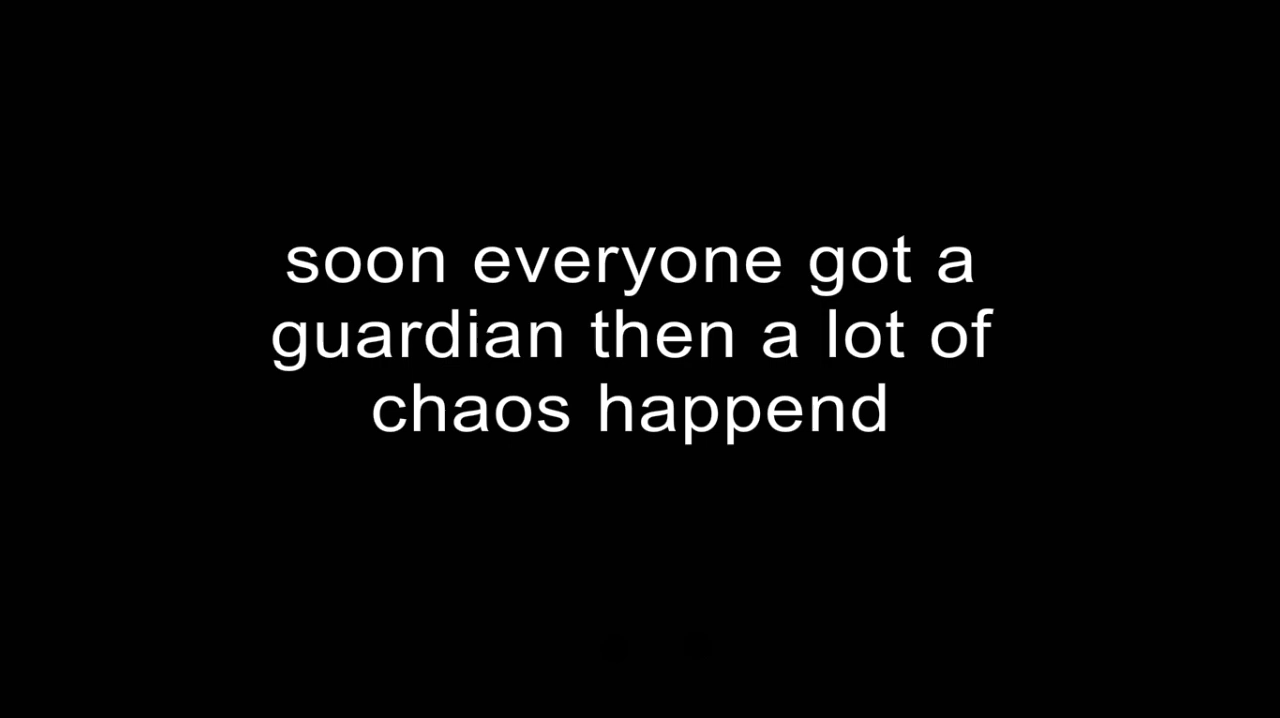 soon everyone got a
guardian then a lot of
chaos happend